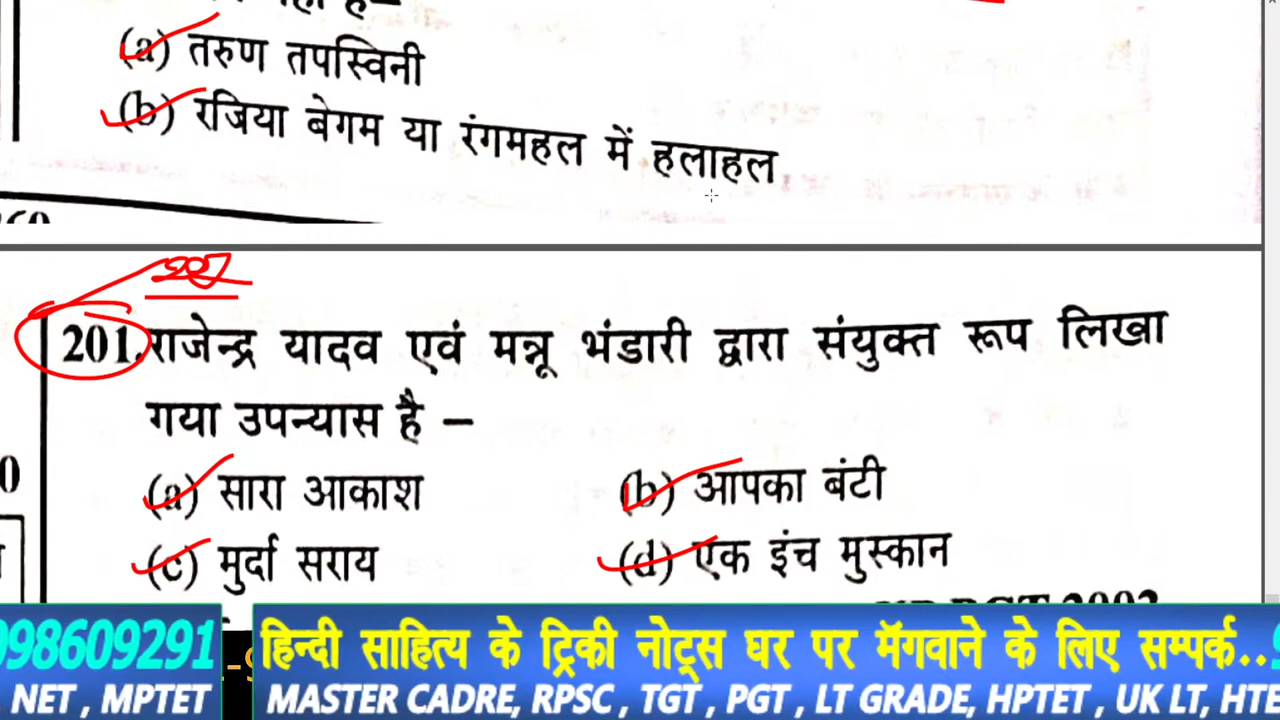 (a) तरुण तपस्विनी
(b) रजिया बेगम या रंगमहल में हलाहल
201. राजेन्द्र यादव एवं मन्नू भंडारी द्वारा संयुक्त रूप लिखा
गया उपन्यास है –
(a) सारा आकाश (b) आपका बंटी
(c) मुर्दा सराय (d) एक इंच मुस्कान
98609291 हिन्दी साहित्य के ट्रिकी नोट्स घर पर मॅगवाने के लिए सम्पर्क..
NET , MPTET MASTER CADRE, RPSC , TGT , PGT , LT GRADE, HPTET , UK LT, HTE